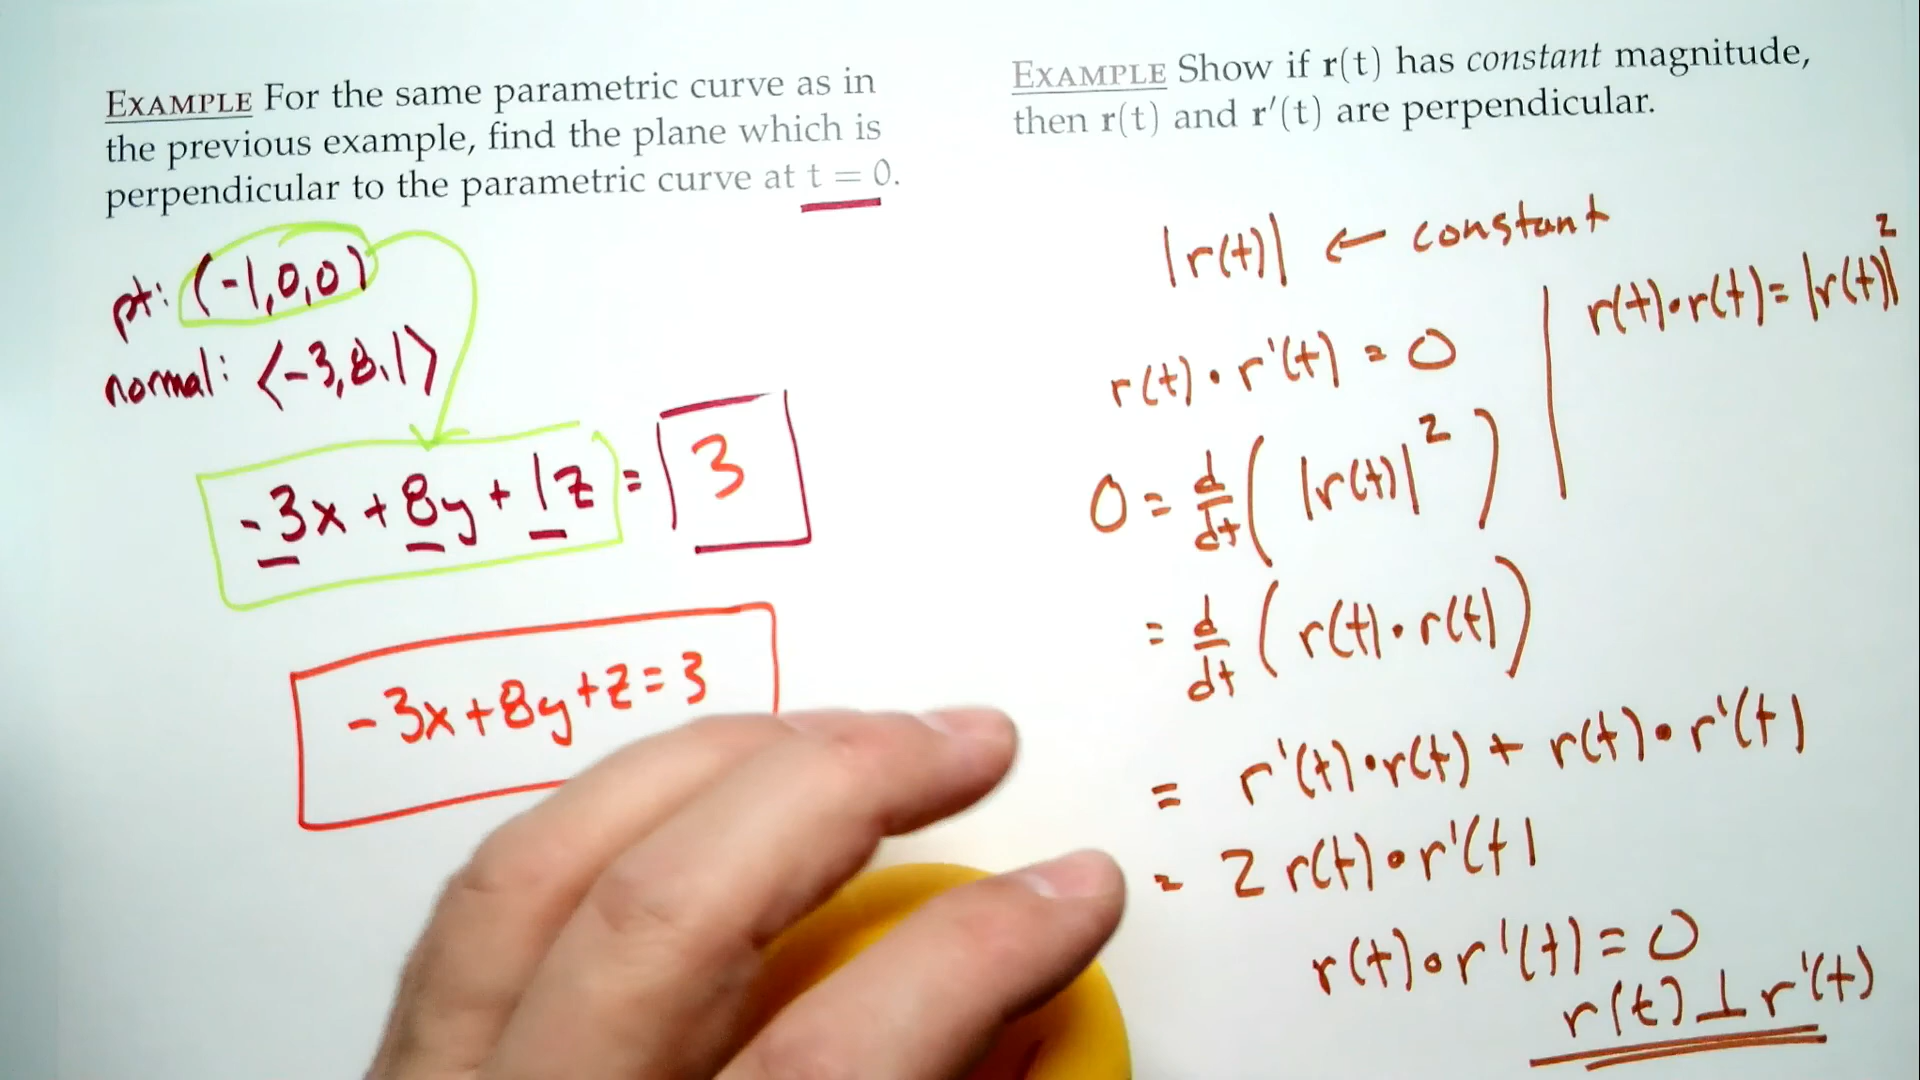 EXAMPLE For the same parametric curve as in
the previous example, find the plane which is
perpendicular to the parametric curve at t = 0.
pt: (-1,0,0)
normal: ⟨-3,8,1⟩
-3x + 8y + 1z = 3
-3x+8y+z=3
EXAMPLE Show if r(t) has constant magnitude,
then r(t) and r′(t) are perpendicular.
|r(t)| ← constant
r(t)•r(t)=|r(t)|²
r(t)•r'(t) = 0
0 = d/dt(|r(t)|²)
= d/dt(r(t)•r(t))
= r'(t)•r(t) + r(t)•r'(t)
= 2 r(t)•r'(t)
r(t)•r'(t)=0
r(t)⊥r'(t)